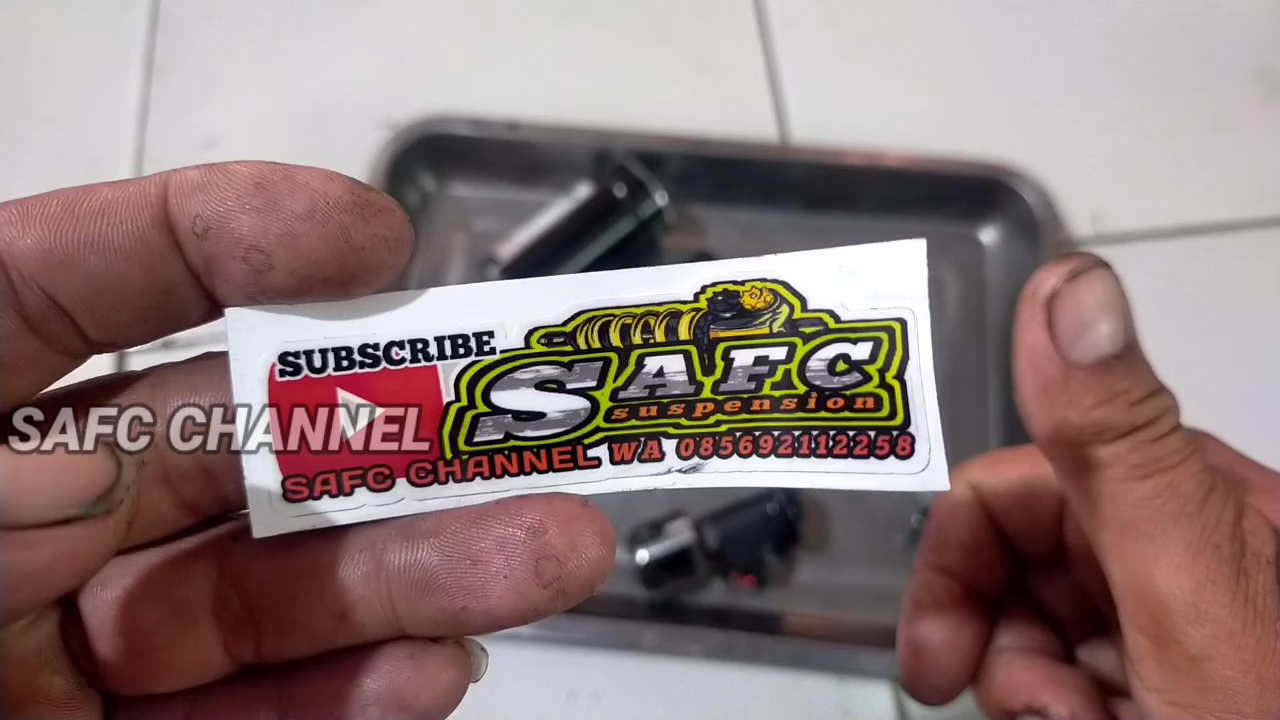 SUBSCRIBE
SAFC
suspension
SAFC CHANNEL WA 085692112258
SAFC CHANNEL